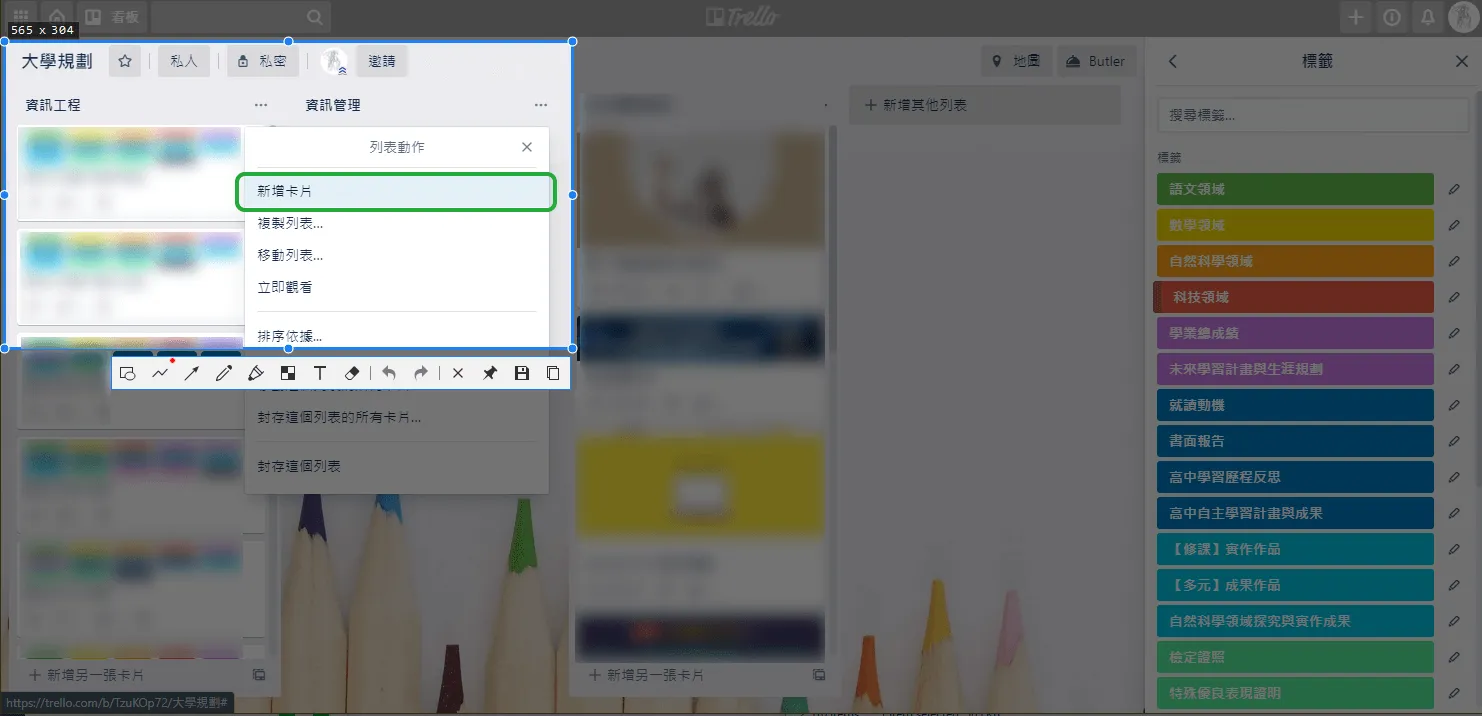 看板
Trello
565 x 304
大學規劃
私人
私密
邀請
地圖
Butler
資訊工程
資訊管理
列表動作
新增卡片
複製列表...
移動列表...
立即觀看
排序依據...
封存這個列表的所有卡片...
封存這個列表
新增另一張卡片
新增另一張卡片
新增其他列表
標籤
搜尋標籤...
標籤
語文領域
數學領域
自然科學領域
科技領域
學業總成績
未來學習計畫與生涯規劃
就讀動機
書面報告
高中學習歷程反思
高中自主學習計畫與成果
【修課】實作作品
【多元】成果作品
自然科學領域探究與實作成果
檢定證照
特殊優良表現證明
https://trello.com/b/TzuKOp72/大學規劃#